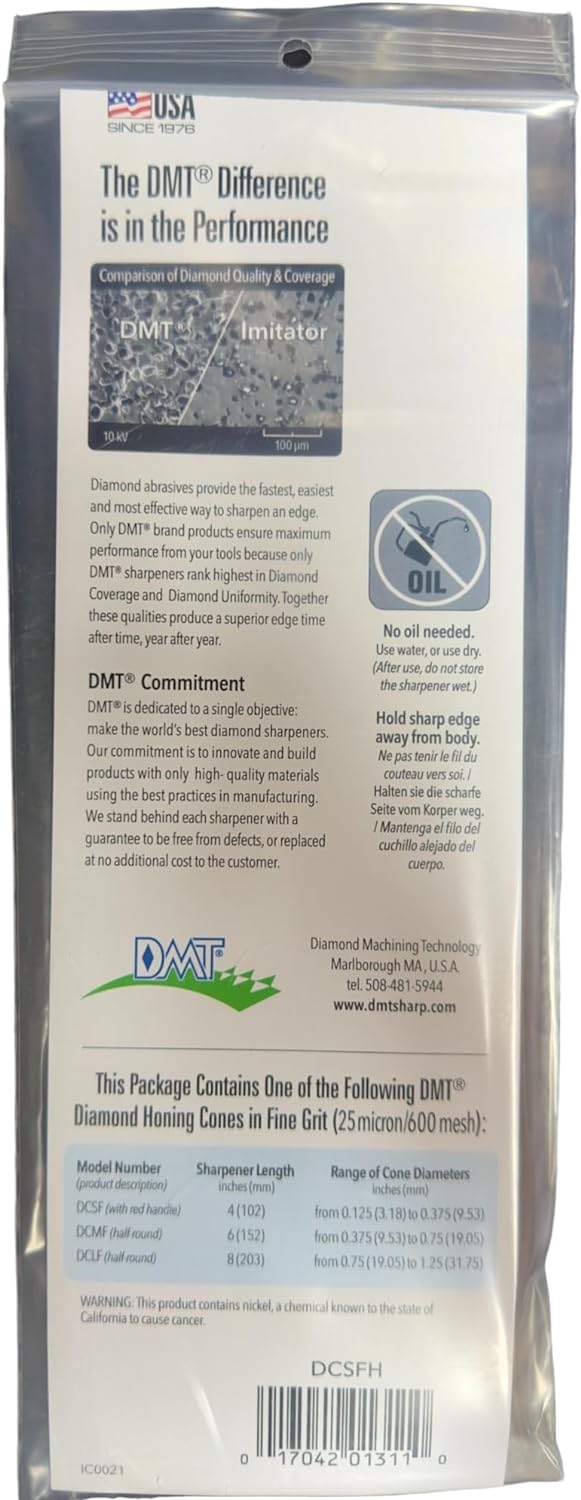 USA
SINCE 1976
The DMT® Difference
is in the Performance
Comparison of Diamond Quality & Coverage
DMT® Imitator
10 kV
100 µm
Diamond abrasives provide the fastest, easiest
and most effective way to sharpen an edge.
Only DMT® brand products ensure maximum
performance from your tools because only
DMT® sharpeners rank highest in Diamond
Coverage and Diamond Uniformity. Together
these qualities produce a superior edge time
after time, year after year.
OIL
No oil needed.
Use water, or use dry.
(After use, do not store
the sharpener wet.)
Hold sharp edge
away from body.
Ne pas tenir le fil du
couteau vers soi. /
Halten sie die scharfe
Seite vom Korper weg.
/ Mantenga el filo del
cuchillo alejado del
cuerpo.
DMT® Commitment
DMT® is dedicated to a single objective:
make the world's best diamond sharpeners.
Our commitment is to innovate and build
products with only high- quality materials
using the best practices in manufacturing.
We stand behind each sharpener with a
guarantee to be free from defects, or replaced
at no additional cost to the customer.
DMT®
Diamond Machining Technology
Marlborough MA, U.S.A.
tel. 508-481-5944
www.dmtsharp.com
This Package Contains One of the Following DMT®
Diamond Honing Cones in Fine Grit (25 micron/600 mesh):
Model Number Sharpener Length Range of Cone Diameters
(product description) inches (mm) inches (mm)
DCSF (with red handle) 4 (102) from 0.125 (3.18) to 0.375 (9.53)
DCMF (half round) 6 (152) from 0.375 (9.53) to 0.75 (19.05)
DCLF (half round) 8 (203) from 0.75 (19.05) to 1.25 (31.75)
WARNING: This product contains nickel, a chemical known to the state of
California to cause cancer.
DCSFH
0 17042 01311 0
IC0021